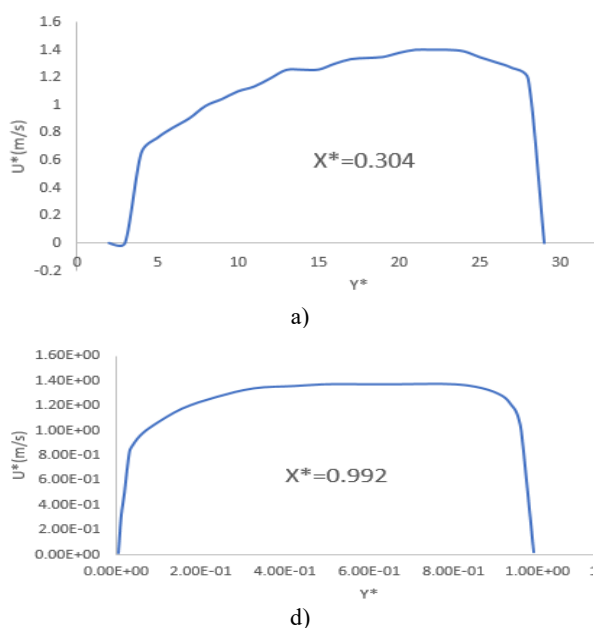 1.6
1.4
1.2
1
0.8
0.6
0.4
0.2
0
-0.2
U*(m/s)
X*=0.304
0 5 10 15 20 25 30
Y*
a)
1.60E+00
1.40E+00
1.20E+00
1.00E+00
8.00E-01
6.00E-01
4.00E-01
2.00E-01
0.00E+00
U*(m/s)
X*=0.992
0.00E+00 2.00E-01 4.00E-01 6.00E-01 8.00E-01 1.00E+00 1
Y*
d)